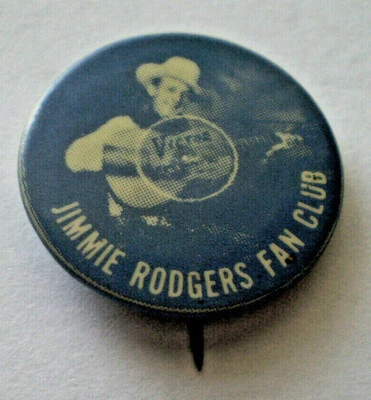 JIMMIE RODGERS FAN CLUB